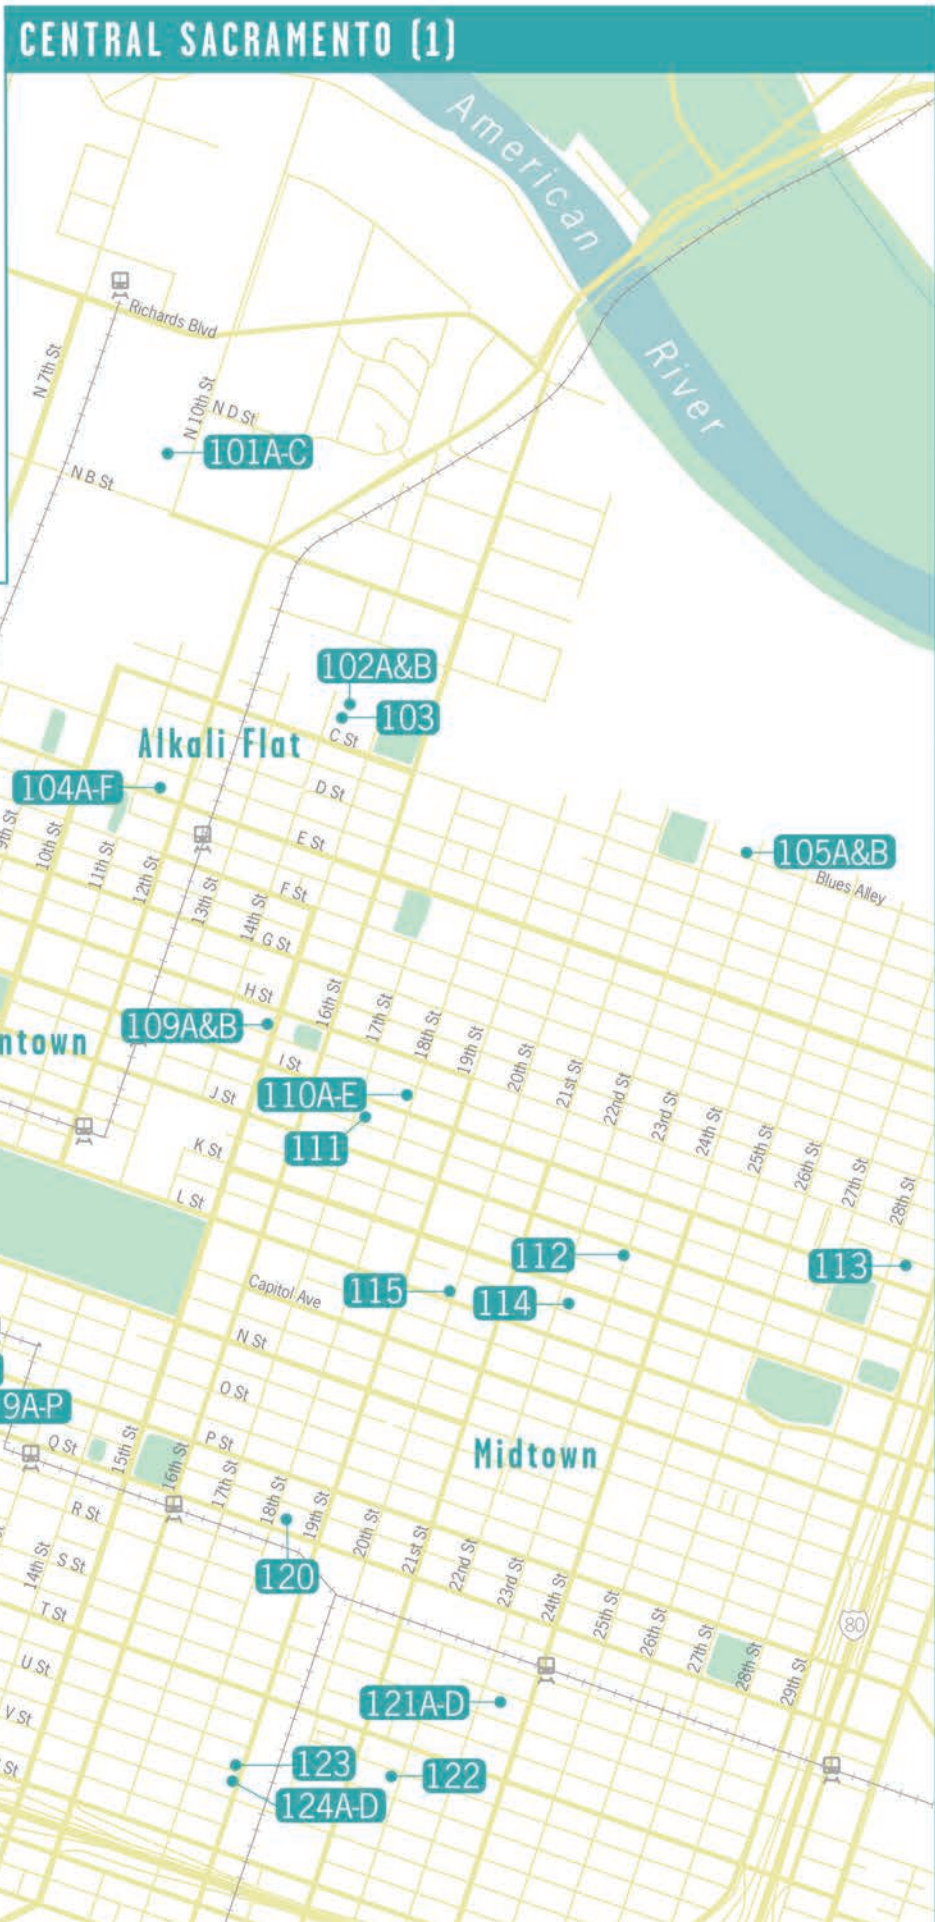 CENTRAL SACRAMENTO (1)
American
River
Richards Blvd
N 7th St
N 10th St
N D St
101A-C
N B St
102A&B
103
C St
Alkali Flat
104A-F
D St
105A&B
Blues Alley
9th St
10th St
11th St
12th St
13th St
14th St
E St
F St
G St
H St
16th St
17th St
18th St
19th St
20th St
21st St
22nd St
23rd St
24th St
25th St
26th St
27th St
28th St
109A&B
ntown
I St
J St
110A-E
111
K St
L St
112
113
Capitol Ave
115
114
N St
O St
9A-P
P St
Q St
Midtown
15th St
16th St
17th St
18th St
19th St
20th St
21st St
22nd St
23rd St
24th St
25th St
26th St
27th St
28th St
29th St
R St
120
14th St
S St
T St
80
U St
121A-D
V St
St
123
122
124A-D